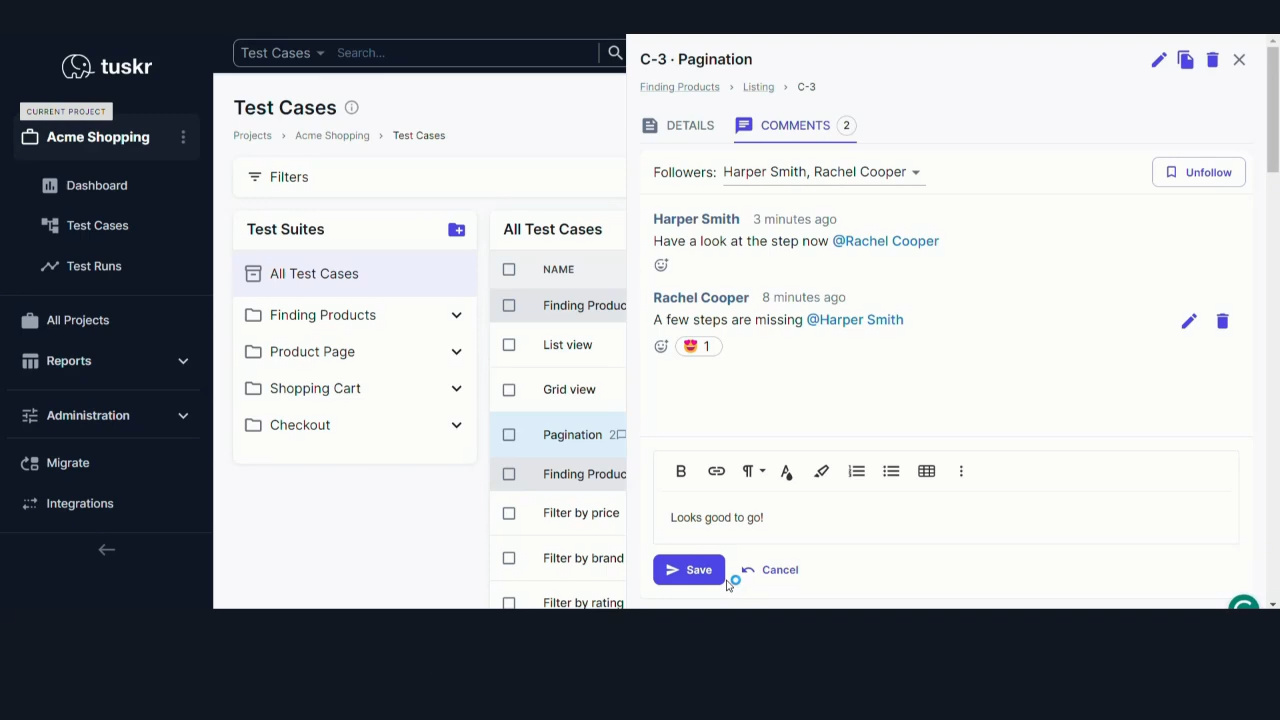 tuskr
CURRENT PROJECT
Acme Shopping
Dashboard
Test Cases
Test Runs
All Projects
Reports
Administration
Migrate
Integrations
Test Cases Search...
Test Cases
Projects › Acme Shopping › Test Cases
Filters
Test Suites
All Test Cases
Finding Products
Product Page
Shopping Cart
Checkout
All Test Cases
NAME
Finding Produc
List view
Grid view
Pagination 2
Finding Produc
Filter by price
Filter by brand
Filter by rating
C-3 · Pagination
Finding Products › Listing › C-3
DETAILS COMMENTS 2
Followers: Harper Smith, Rachel Cooper Unfollow
Harper Smith 3 minutes ago
Have a look at the step now @Rachel Cooper
Rachel Cooper 8 minutes ago
A few steps are missing @Harper Smith
1
Looks good to go!
Save Cancel